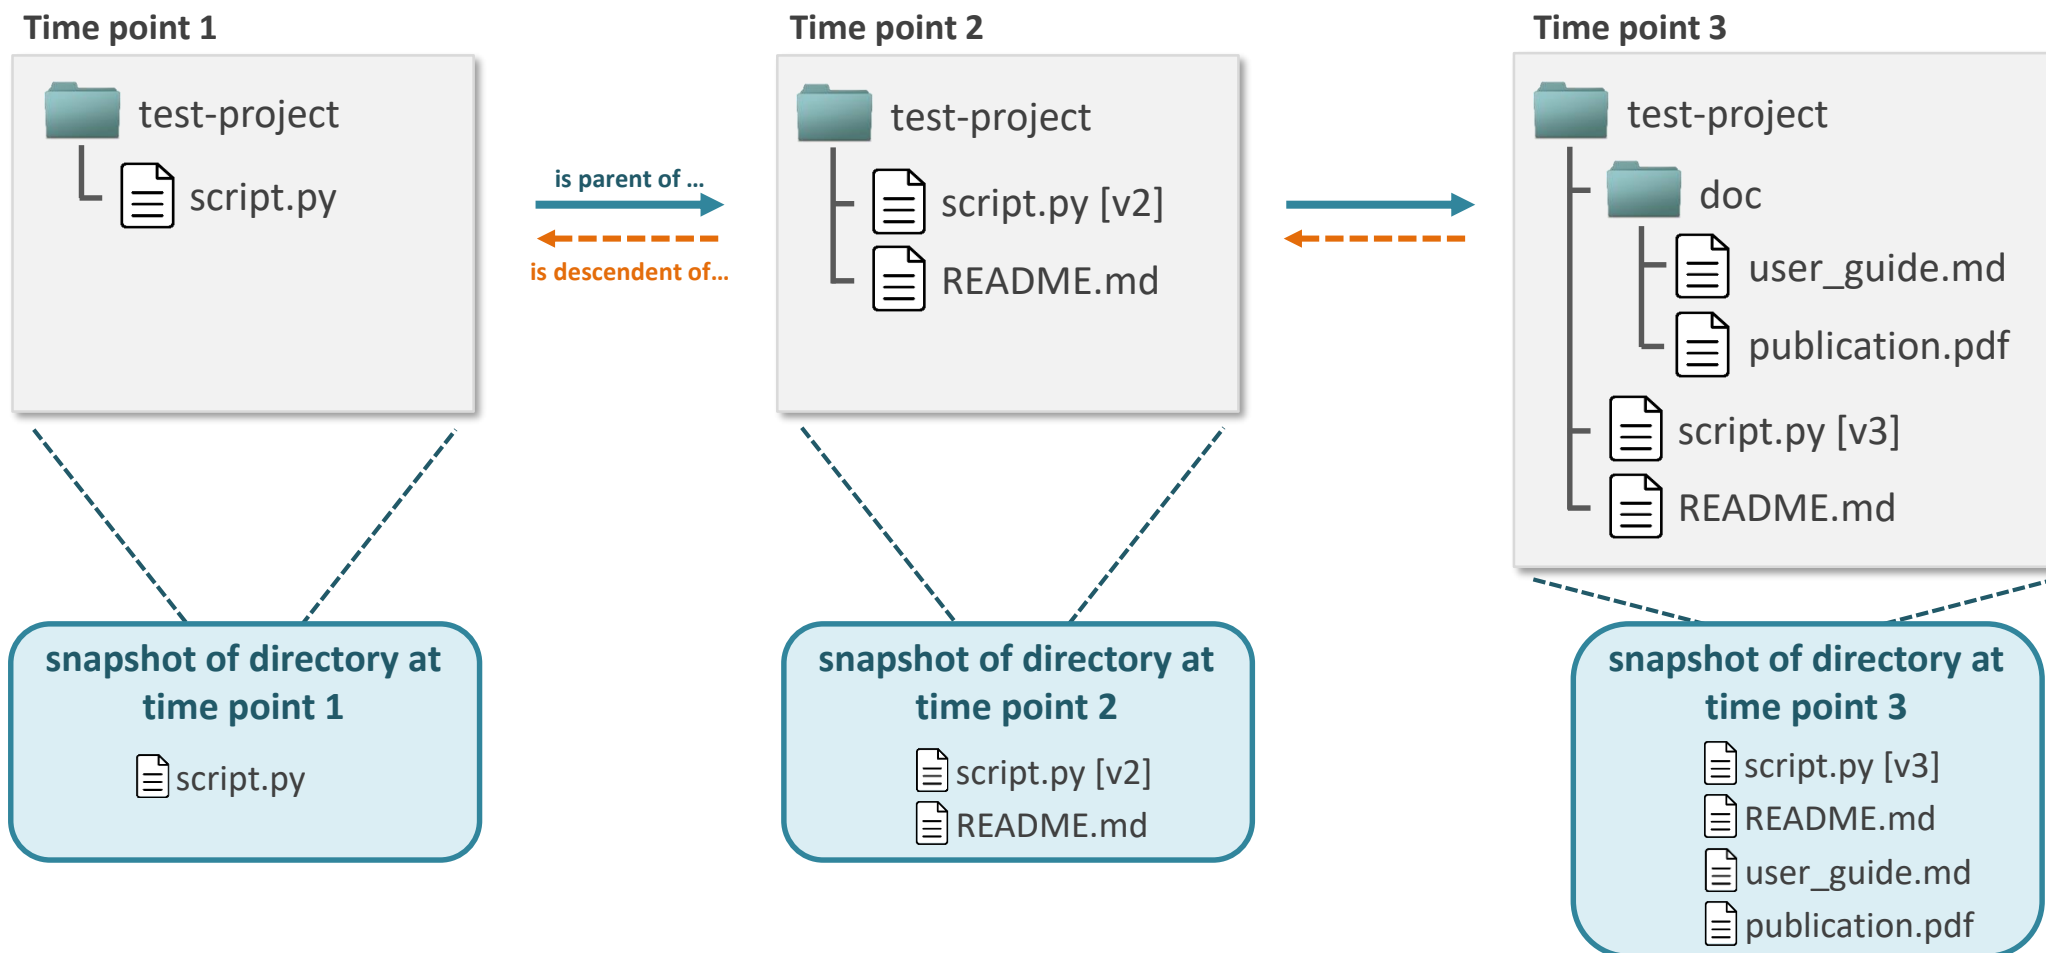 Time point 1
test-project
script.py
is parent of ...
is descendent of...
Time point 2
test-project
script.py [v2]
README.md
Time point 3
test-project
doc
user_guide.md
publication.pdf
script.py [v3]
README.md
snapshot of directory at
time point 1
script.py
snapshot of directory at
time point 2
script.py [v2]
README.md
snapshot of directory at
time point 3
script.py [v3]
README.md
user_guide.md
publication.pdf